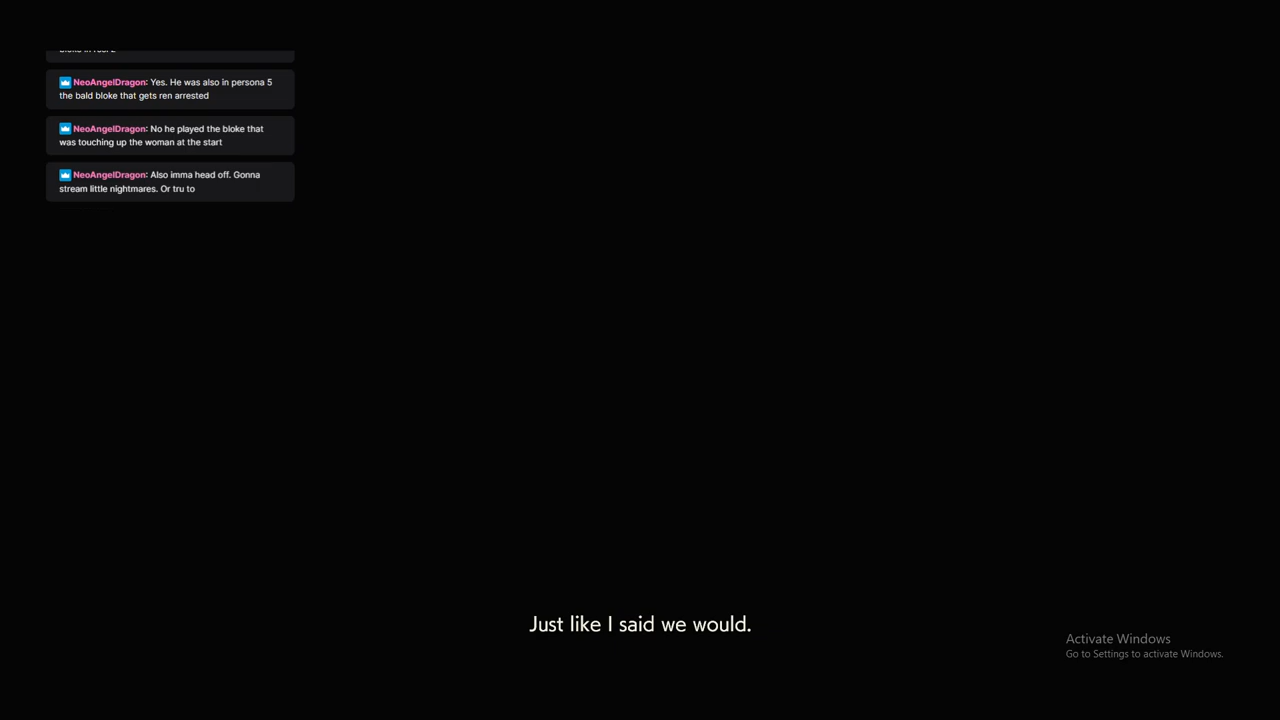 NeoAngelDragon: Yes. He was also in persona 5
the bald bloke that gets ren arrested
NeoAngelDragon: No he played the bloke that
was touching up the woman at the start
NeoAngelDragon: Also imma head off. Gonna
stream little nightmares. Or tru to
Just like I said we would.
Activate Windows
Go to Settings to activate Windows.